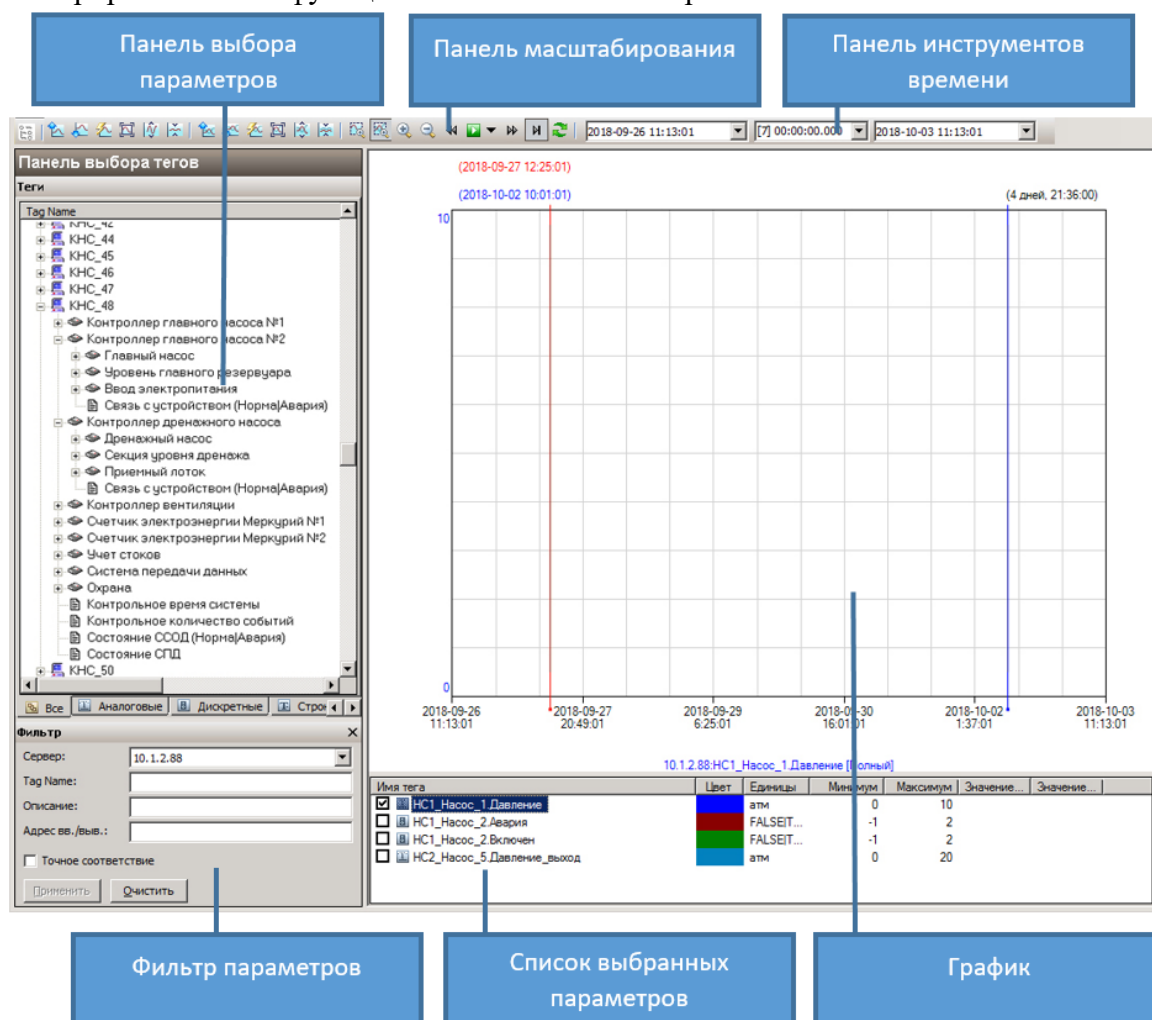 Панель выбора
параметров
Панель масштабирования
Панель инструментов
времени
2018-09-26 11:13:01
[7] 00:00:00.000
2018-10-03 11:13:01
Панель выбора тегов
Теги
Tag Name
КНС_42
КНС_44
КНС_45
КНС_46
КНС_47
КНС_48
Контроллер главного насоса №1
Контроллер главного насоса №2
Главный насос
Уровень главного резервуара
Ввод электропитания
Связь с устройством (Норма|Авария)
Контроллер дренажного насоса
Дренажный насос
Секция уровня дренажа
Приемный лоток
Связь с устройством (Норма|Авария)
Контроллер вентиляции
Счетчик электроэнергии Меркурий №1
Счетчик электроэнергии Меркурий №2
Учет стоков
Система передачи данных
Охрана
Контрольное время системы
Контрольное количество событий
Состояние ССОД (Норма|Авария)
Состояние СПД
КНС_50
Все Аналоговые Дискретные Строк
Фильтр
Сервер: 10.1.2.88
Tag Name:
Описание:
Адрес вв./выв.:
Точное соответствие
Применить Очистить
(2018-09-27 12:25:01)
(2018-10-02 10:01:01) (4 дней, 21:36:00)
10
0
2018-09-26 2018-09-27 2018-09-29 2018-09-30 2018-10-02 2018-10-03
11:13:01 20:49:01 6:25:01 16:01:01 1:37:01 11:13:01
10.1.2.88:НС1_Насос_1.Давление [Полный]
Имя тега Цвет Единицы Минимум Максимум Значение... Значение...
НС1_Насос_1.Давление атм 0 10
НС1_Насос_2.Авария FALSE|T... -1 2
НС1_Насос_2.Включен FALSE|T... -1 2
НС2_Насос_5.Давление_выход атм 0 20
Фильтр параметров
Список выбранных
параметров
График